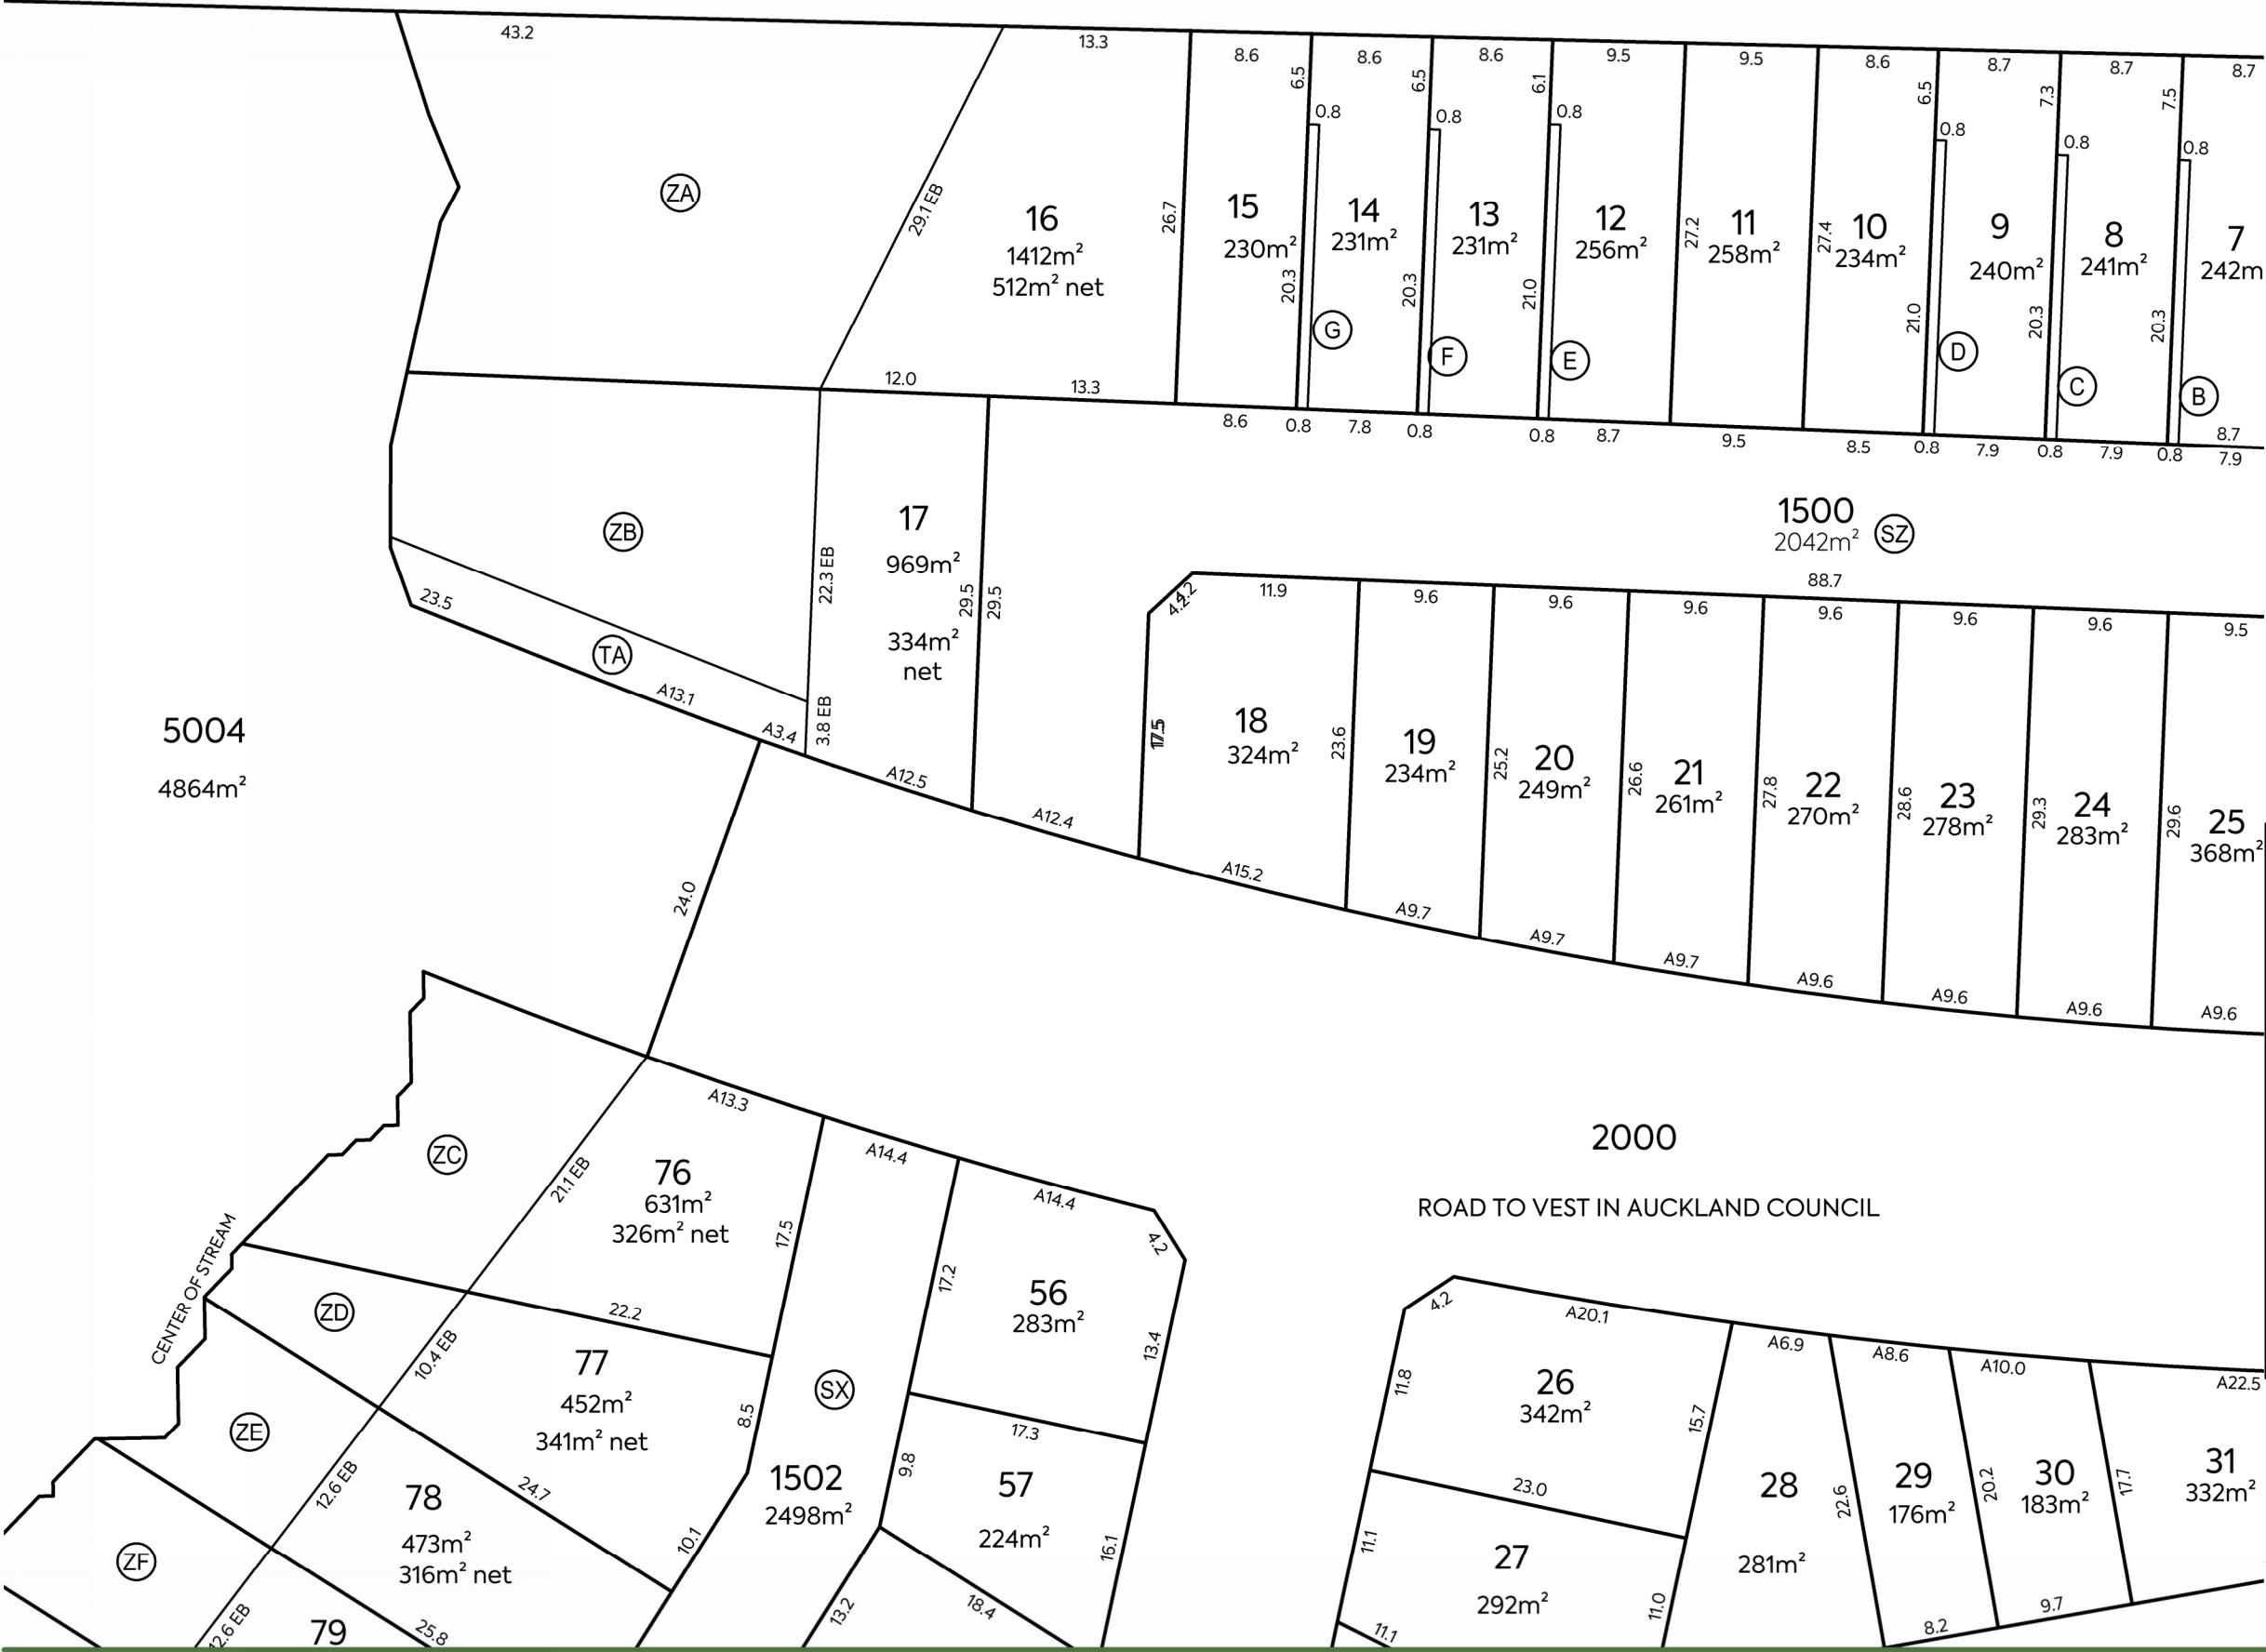 43.2
13.3
8.6
8.6
8.6
9.5
9.5
8.6
8.7
8.7
8.7
6.5
6.5
6.1
6.5
7.3
7.5
0.8
0.8
0.8
0.8
0.8
0.8
ZA
29.1 EB
16
1412m²
512m² net
26.7
15
230m²
20.3
G
14
231m²
20.3
F
13
231m²
21.0
E
12
256m²
27.2
11
258m²
27.4
10
234m²
21.0
D
9
240m²
20.3
C
8
241m²
20.3
B
7
242m
12.0
13.3
8.6
0.8
7.8
0.8
0.8
8.7
9.5
8.5
0.8
7.9
0.8
7.9
0.8
8.7
7.9
ZB
22.3 EB
17
969m²
334m²
net
29.5
29.5
1500
2042m²
SZ
88.7
23.5
TA
A13.1
A3.4
3.8 EB
A12.5
A12.4
4.2
4.2
11.9
9.6
9.6
9.6
9.6
9.6
9.6
9.5
17.5
18
324m²
23.6
19
234m²
25.2
20
249m²
26.6
21
261m²
27.8
22
270m²
28.6
23
278m²
29.3
24
283m²
29.6
25
368m²
A15.2
A9.7
A9.7
A9.7
A9.6
A9.6
A9.6
A9.6
5004
4864m²
24.0
2000
ROAD TO VEST IN AUCKLAND COUNCIL
ZC
21.1 EB
A13.3
76
631m²
326m² net
17.5
A14.4
A14.4
4.2
17.2
56
283m²
13.4
CENTER OF STREAM
ZD
10.4 EB
22.2
77
452m²
341m² net
8.5
SX
17.3
9.8
57
224m²
16.1
1502
2498m²
ZE
12.6 EB
78
473m²
316m² net
24.7
10.1
13.2
18.4
ZF
12.6 EB
79
25.8
4.2
A20.1
A6.9
A8.6
A10.0
A22.5
11.8
26
342m²
15.7
23.0
11.1
27
292m²
11.0
11.1
28
281m²
22.6
29
176m²
20.2
30
183m²
17.7
31
332m²
8.2
9.7